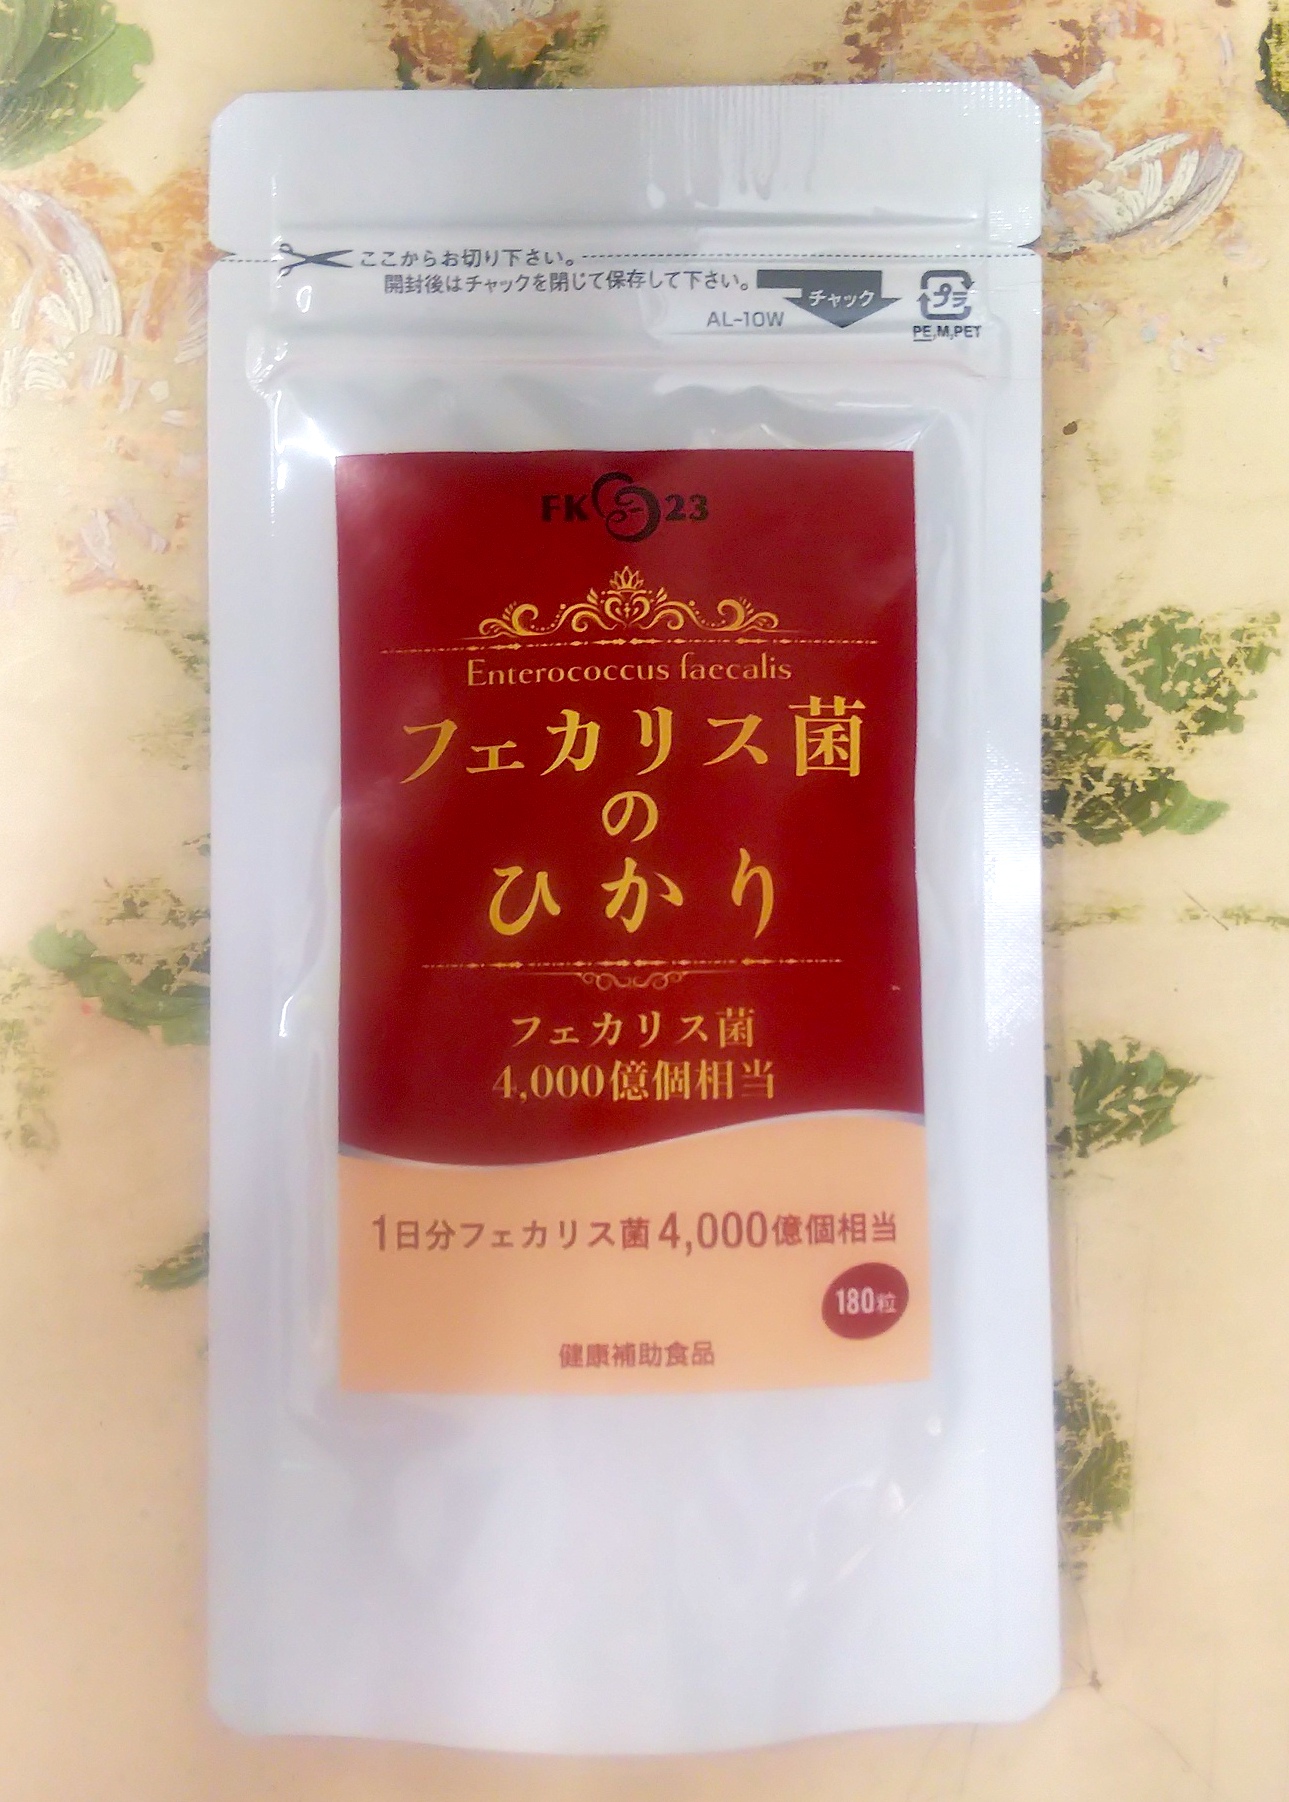 ここからお切り下さい。
開封後はチャックを閉じて保存して下さい。
チャック
プラ
AL-10W
PE,M,PET
FK 23
Enterococcus faecalis
フェカリス菌
の
ひかり
フェカリス菌
4,000億個相当
1日分フェカリス菌4,000億個相当
180粒
健康補助食品